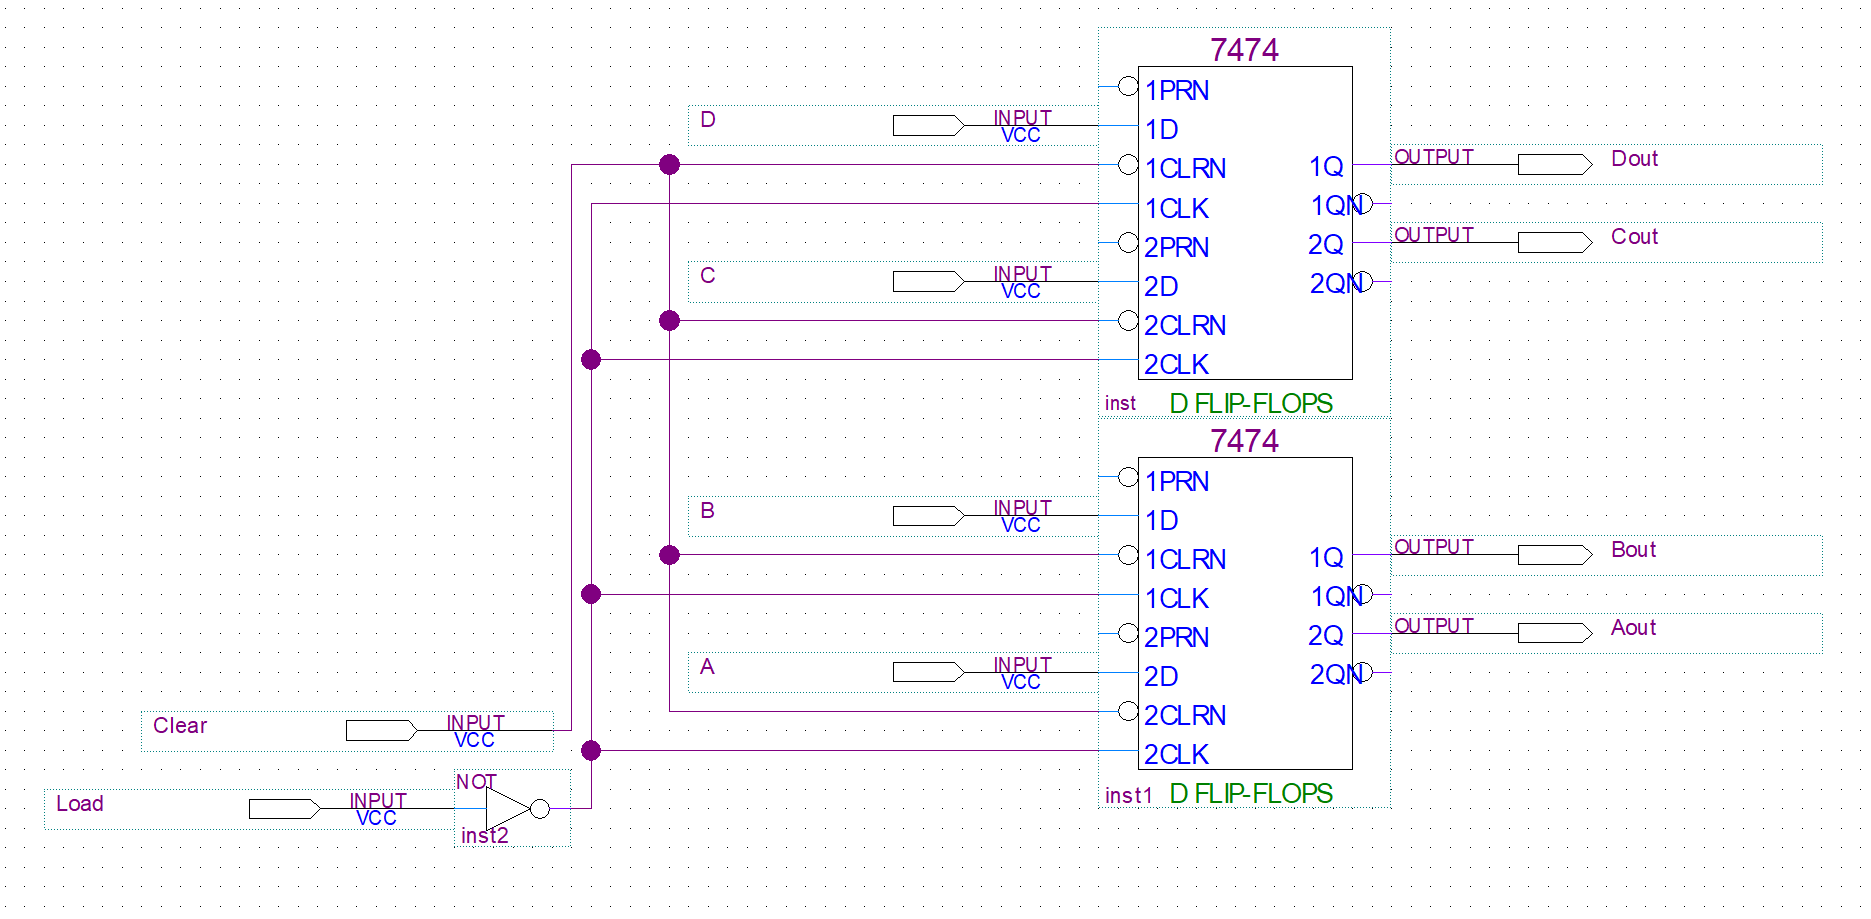 7474
1PRN
D INPUT VCC 1D
1CLRN 1Q OUTPUT Dout
1CLK 1QN
2PRN 2Q OUTPUT Cout
C INPUT VCC 2D 2QN
2CLRN
2CLK
inst D FLIP-FLOPS
7474
1PRN
B INPUT VCC 1D
1CLRN 1Q OUTPUT Bout
1CLK 1QN
2PRN 2Q OUTPUT Aout
A INPUT VCC 2D 2QN
2CLRN
Clear INPUT VCC
2CLK
NOT
Load INPUT VCC
inst2
inst1 D FLIP-FLOPS